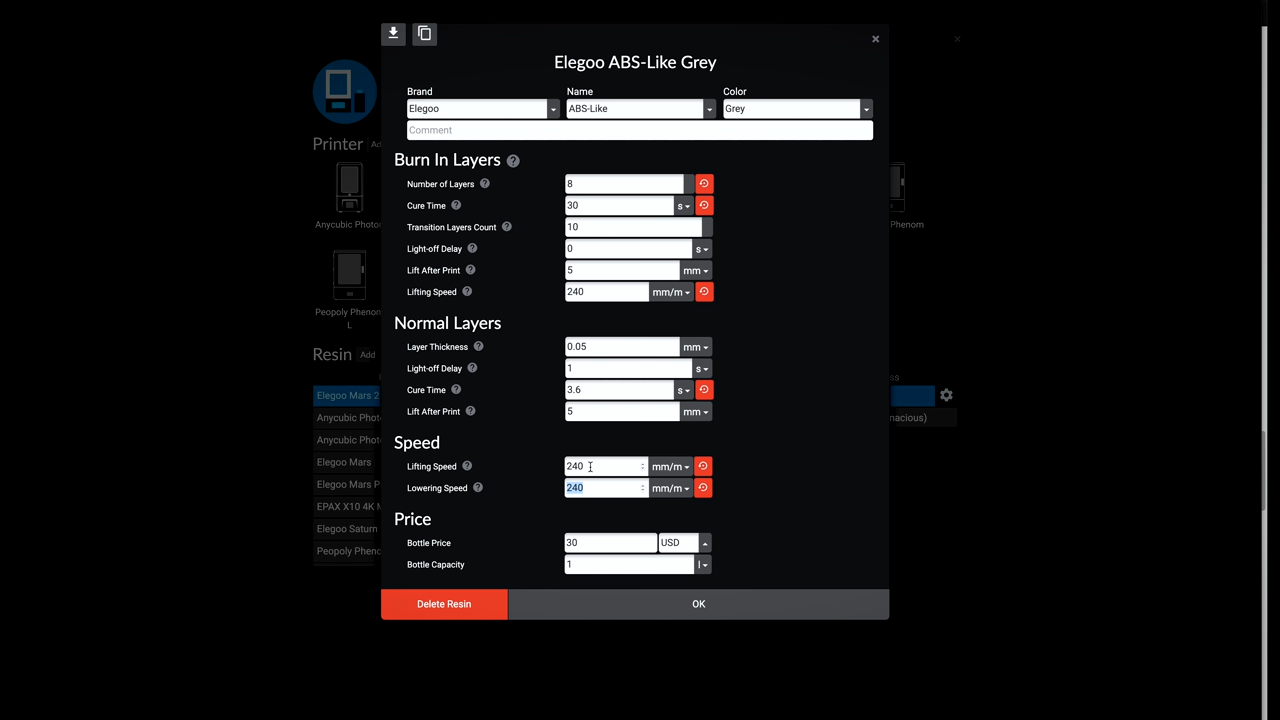 Elegoo ABS-Like Grey
Brand Name Color
Elegoo ABS-Like Grey
Comment
Printer Ad
Burn In Layers ?
Number of Layers ? 8
Cure Time ? 30 s
Anycubic Photon Phenom
Transition Layers Count ? 10
Light-off Delay ? 0 s
Lift After Print ? 5 mm
Lifting Speed ? 240 mm/m
Peopoly Phenom
L
Normal Layers
Layer Thickness ? 0.05 mm
Resin Add
Light-off Delay ? 1 s
ss
Cure Time ? 3.6 s
Elegoo Mars 2
Lift After Print ? 5 mm
Anycubic Phot nacious)
Anycubic Phot
Speed
Elegoo Mars
Lifting Speed ? 240 mm/m
Elegoo Mars P
Lowering Speed ? 240 mm/m
EPAX X10 4K M
Price
Elegoo Saturn
Bottle Price 30 USD
Peopoly Pheno
Bottle Capacity 1 l
Delete Resin OK